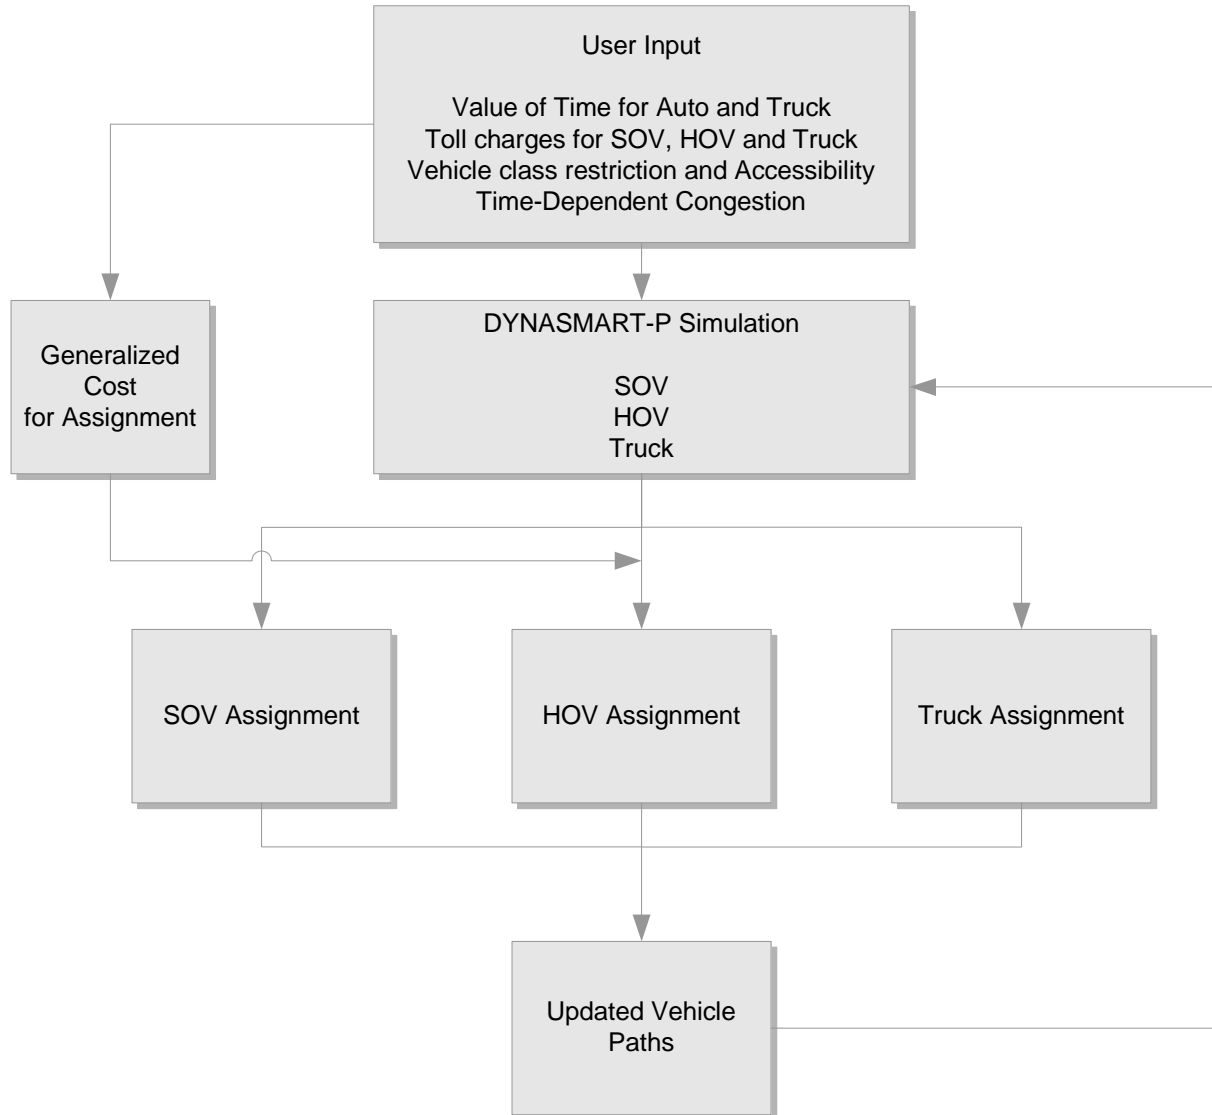 User Input
Value of Time for Auto and Truck
Toll charges for SOV, HOV and Truck
Vehicle class restriction and Accessibility
Time-Dependent Congestion
Generalized
Cost
for Assignment
DYNASMART-P Simulation
SOV
HOV
Truck
SOV Assignment
HOV Assignment
Truck Assignment
Updated Vehicle
Paths